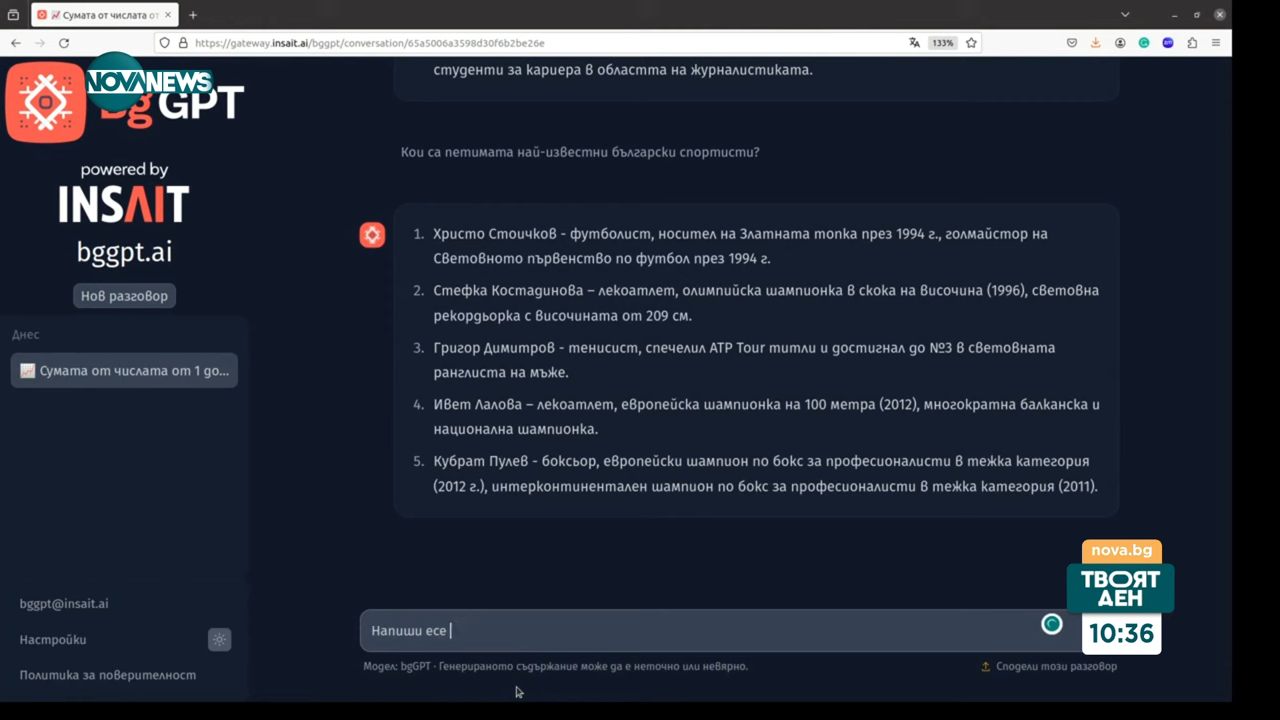 Сумата от числата от
https://gateway.insait.ai/bggpt/conversation/65a5006a3598d30f6b2be26e
133%
NOVANEWS
bgGPT
powered by
INSAIT
bggpt.ai
Нов разговор
Днес
Сумата от числата от 1 до...
bggpt@insait.ai
Настройки
Политика за поверителност
студенти за кариера в областта на журналистиката.
Кои са петимата най-известни български спортисти?
1. Христо Стоичков - футболист, носител на Златната топка през 1994 г., голмайстор на
Световното първенство по футбол през 1994 г.
2. Стефка Костадинова – лекоатлет, олимпийска шампионка в скока на височина (1996), световна
рекордьорка с височината от 209 см.
3. Григор Димитров - тенисист, спечелил ATP Tour титли и достигнал до №3 в световната
ранглиста на мъже.
4. Ивет Лалова – лекоатлет, европейска шампионка на 100 метра (2012), многократна балканска и
национална шампионка.
5. Кубрат Пулев - боксьор, европейски шампион по бокс за професионалисти в тежка категория
(2012 г.), интерконтинентален шампион по бокс за професионалисти в тежка категория (2011).
Напиши есе
Модел: bgGPT · Генерираното съдържание може да е неточно или невярно.
Сподели този разговор
nova.bg
ТВОЯТ
ДЕН
10:36